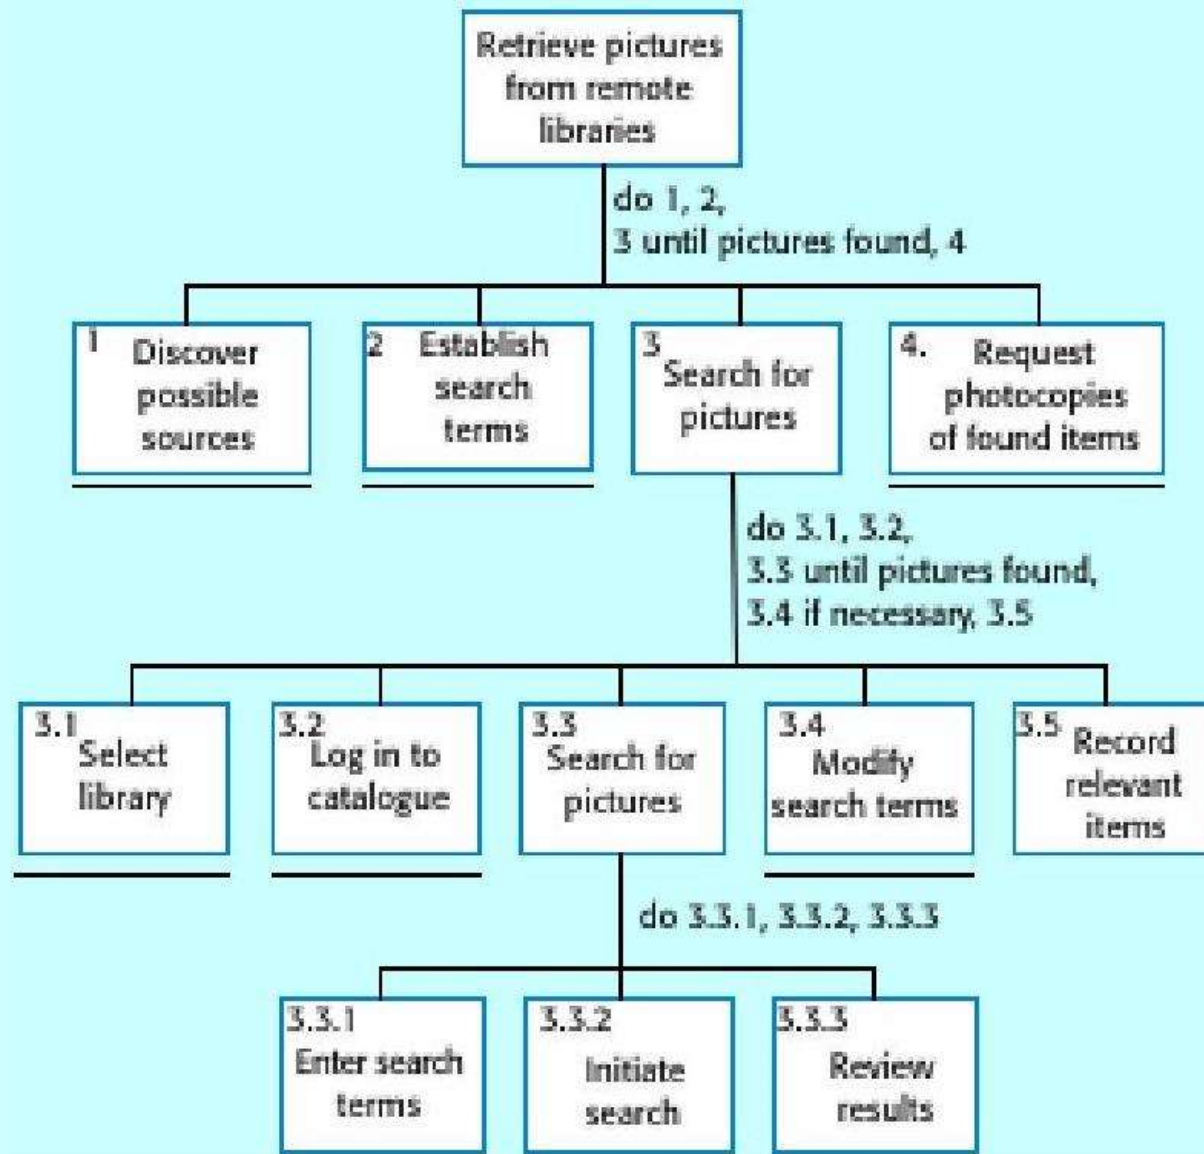 Retrieve pictures
from remote
libraries
do 1, 2,
3 until pictures found, 4
1 Discover
possible
sources
2 Establish
search
terms
3
Search for
pictures
4. Request
photocopies
of found items
do 3.1, 3.2,
3.3 until pictures found,
3.4 if necessary, 3.5
3.1
Select
library
3.2
Log in to
catalogue
3.3
Search for
pictures
3.4
Modify
search terms
3.5 Record
relevant
items
do 3.3.1, 3.3.2, 3.3.3
3.3.1
Enter search
terms
3.3.2
Initiate
search
3.3.3
Review
results